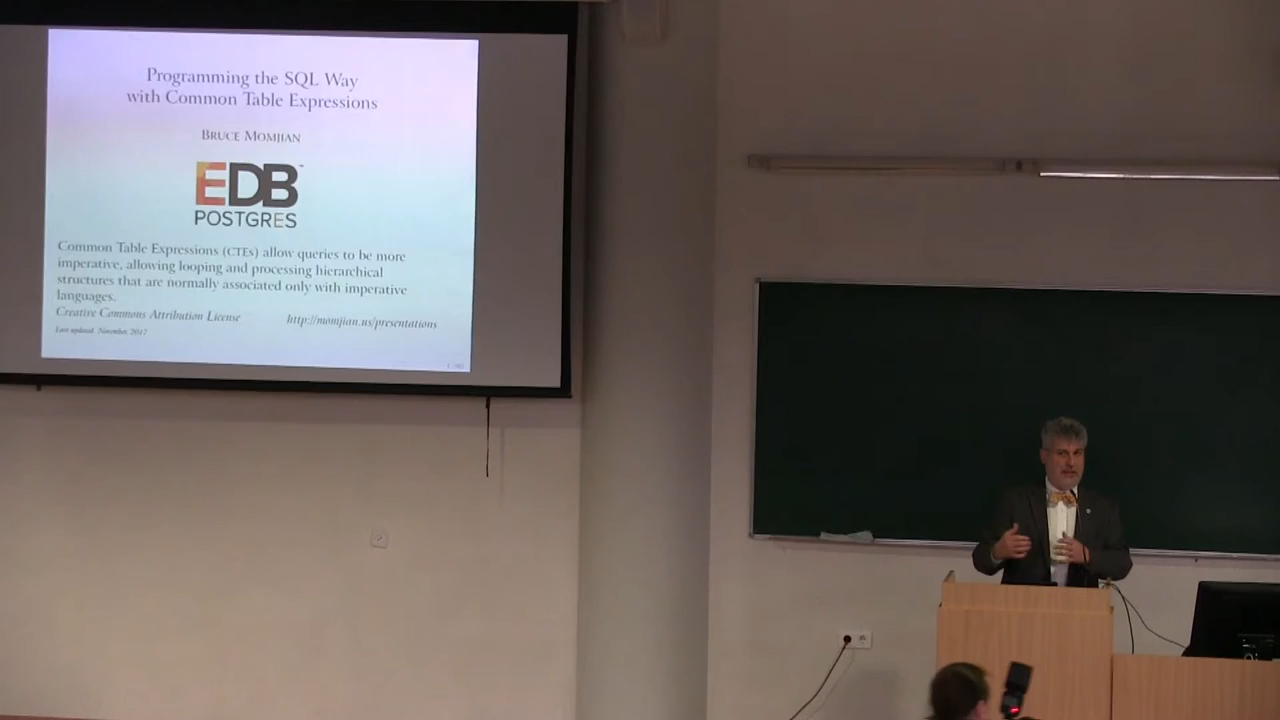 Programming the SQL Way
with Common Table Expressions
BRUCE MOMJIAN
EDB
POSTGRES
Common Table Expressions (CTEs) allow queries to be more
imperative, allowing looping and processing hierarchical
structures that are normally associated only with imperative
languages.
Creative Commons Attribution License http://momjian.us/presentations
Last updated: November, 2017